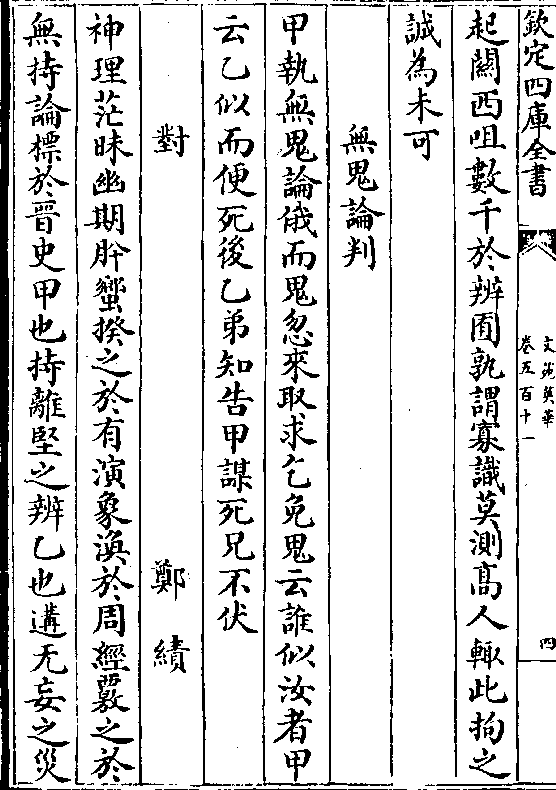 欽定四庫全書
文苑英華
卷五百十一
四
起關西咀數千於辨囿孰謂寡識莫測髙人輙此拘之
誠為未可
無鬼論判
甲執無鬼論俄而鬼忽來取求乞免鬼云誰似汝者甲
云乙似而便死後乙弟知告甲謀死兄不伏
對
鄭績
神理茫昧幽期肸蠁揆之於有演象渙於周經覈之於
無持論標於晉史甲也持離堅之辨乙也遘无妄之災